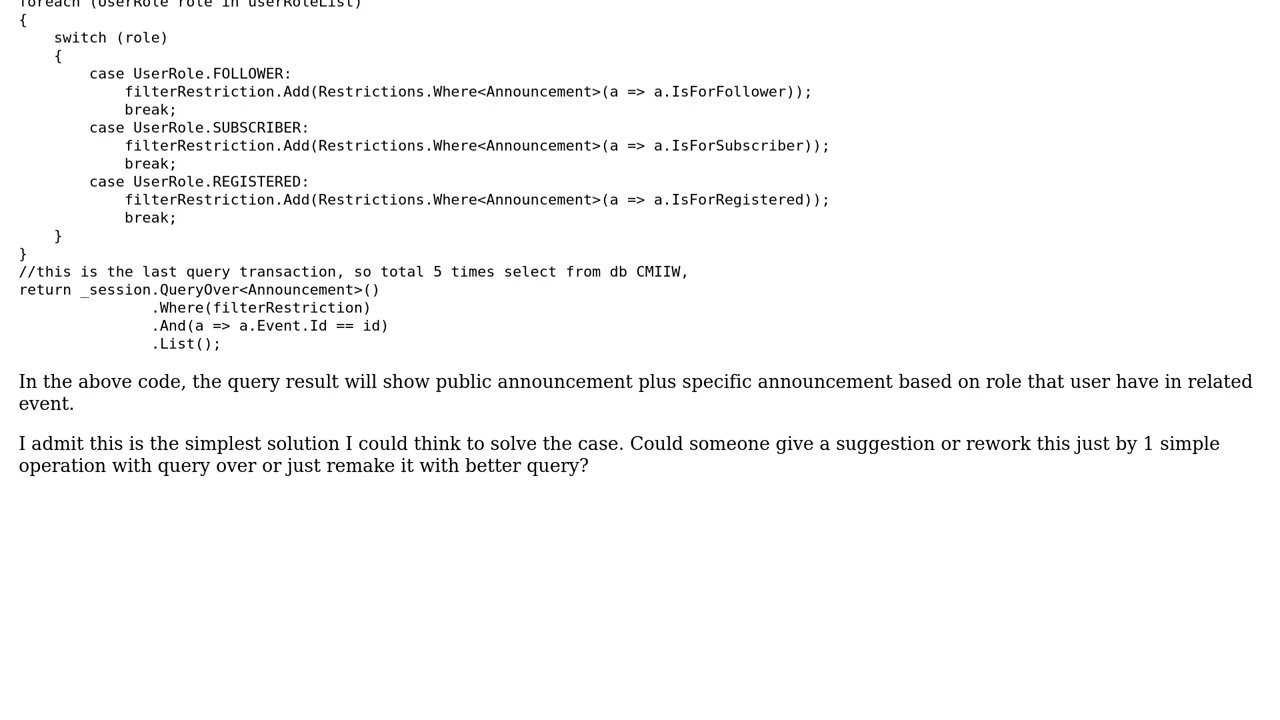 foreach (UserRole role in userRoleList)
{
    switch (role)
    {
        case UserRole.FOLLOWER:
            filterRestriction.Add(Restrictions.Where<Announcement>(a => a.IsForFollower));
            break;
        case UserRole.SUBSCRIBER:
            filterRestriction.Add(Restrictions.Where<Announcement>(a => a.IsForSubscriber));
            break;
        case UserRole.REGISTERED:
            filterRestriction.Add(Restrictions.Where<Announcement>(a => a.IsForRegistered));
            break;
    }
}
//this is the last query transaction, so total 5 times select from db CMIIW,
return _session.QueryOver<Announcement>()
               .Where(filterRestriction)
               .And(a => a.Event.Id == id)
               .List();
In the above code, the query result will show public announcement plus specific announcement based on role that user have in related
event.
I admit this is the simplest solution I could think to solve the case. Could someone give a suggestion or rework this just by 1 simple
operation with query over or just remake it with better query?